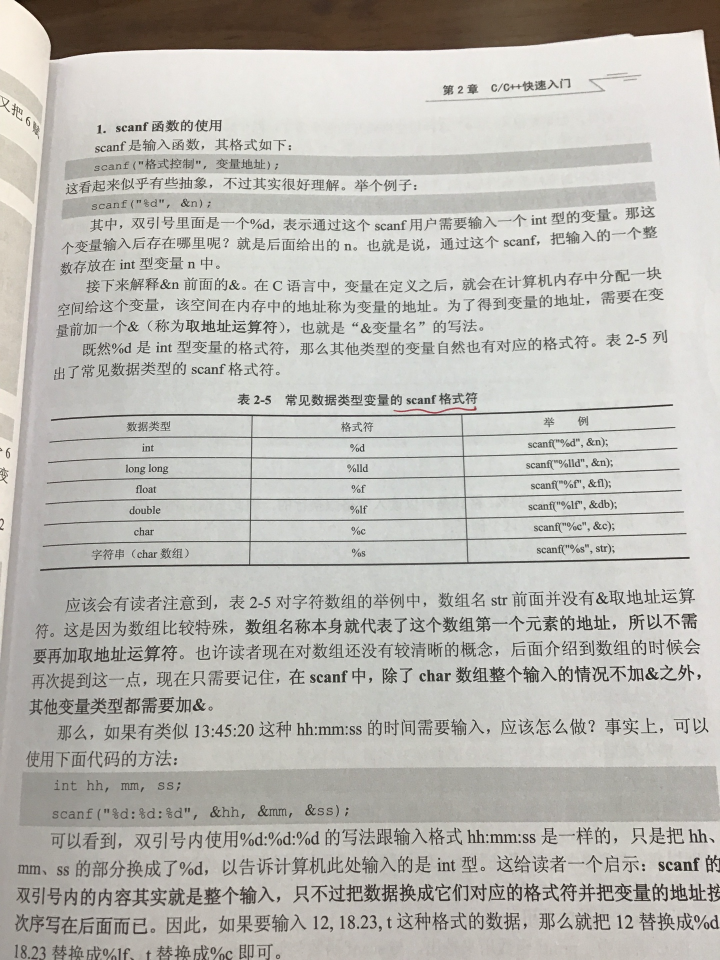 又把6赋
第 2 章 C/C++快速入门
1. scanf 函数的使用
scanf 是输入函数，其格式如下：
scanf("格式控制", 变量地址);
这看起来似乎有些抽象，不过其实很好理解。举个例子：
scanf("%d", &n);
其中，双引号里面是一个%d，表示通过这个 scanf 用户需要输入一个 int 型的变量。那这
个变量输入后存在哪里呢？就是后面给出的 n。也就是说，通过这个 scanf，把输入的一个整
数存放在 int 型变量 n 中。
接下来解释&n 前面的&。在 C 语言中，变量在定义之后，就会在计算机内存中分配一块
空间给这个变量，该空间在内存中的地址称为变量的地址。为了得到变量的地址，需要在变
量前加一个&（称为取地址运算符），也就是“&变量名”的写法。
既然%d 是 int 型变量的格式符，那么其他类型的变量自然也有对应的格式符。表 2-5 列
出了常见数据类型的 scanf 格式符。
表 2-5 常见数据类型变量的 scanf 格式符
数据类型 格式符 举 例
int %d scanf("%d", &n);
long long %lld scanf("%lld", &n);
float %f scanf("%f", &fl);
double %lf scanf("%lf", &db);
char %c scanf("%c", &c);
字符串（char 数组） %s scanf("%s", str);
6
变
2
应该会有读者注意到，表 2-5 对字符数组的举例中，数组名 str 前面并没有&取地址运算
符。这是因为数组比较特殊，数组名称本身就代表了这个数组第一个元素的地址，所以不需
要再加取地址运算符。也许读者现在对数组还没有较清晰的概念，后面介绍到数组的时候会
再次提到这一点，现在只需要记住，在 scanf 中，除了 char 数组整个输入的情况不加&之外，
其他变量类型都需要加&。
那么，如果有类似 13:45:20 这种 hh:mm:ss 的时间需要输入，应该怎么做？事实上，可以
使用下面代码的方法：
int hh, mm, ss;
scanf("%d:%d:%d", &hh, &mm, &ss);
可以看到，双引号内使用%d:%d:%d 的写法跟输入格式 hh:mm:ss 是一样的，只是把 hh、
mm、ss 的部分换成了%d，以告诉计算机此处输入的是 int 型。这给读者一个启示：scanf 的
双引号内的内容其实就是整个输入，只不过把数据换成它们对应的格式符并把变量的地址按
次序写在后面而已。因此，如果要输入 12, 18.23, t 这种格式的数据，那么就把 12 替换成%d
18.23 替换成%lf、t 替换成%c 即可。